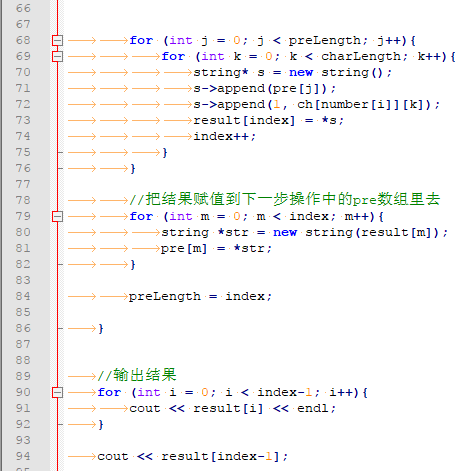 66
67
68 for (int j = 0; j < preLength; j++){
69 for (int k = 0; k < charLength; k++){
70 string* s = new string();
71 s->append(pre[j]);
72 s->append(1, ch[number[i]][k]);
73 result[index] = *s;
74 index++;
75 }
76 }
77
78 //把结果赋值到下一步操作中的pre数组里去
79 for (int m = 0; m < index; m++){
80 string *str = new string(result[m]);
81 pre[m] = *str;
82 }
83
84 preLength = index;
85
86 }
87
88
89 //输出结果
90 for (int i = 0; i < index-1; i++){
91 cout << result[i] << endl;
92 }
93
94 cout << result[index-1];